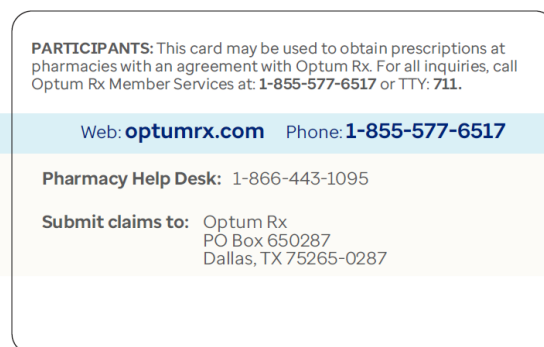 PARTICIPANTS: This card may be used to obtain prescriptions at
pharmacies with an agreement with Optum Rx. For all inquiries, call
Optum Rx Member Services at: 1-855-577-6517 or TTY: 711.
Web: optumrx.com Phone: 1-855-577-6517
Pharmacy Help Desk: 1-866-443-1095
Submit claims to: Optum Rx
PO Box 650287
Dallas, TX 75265-0287